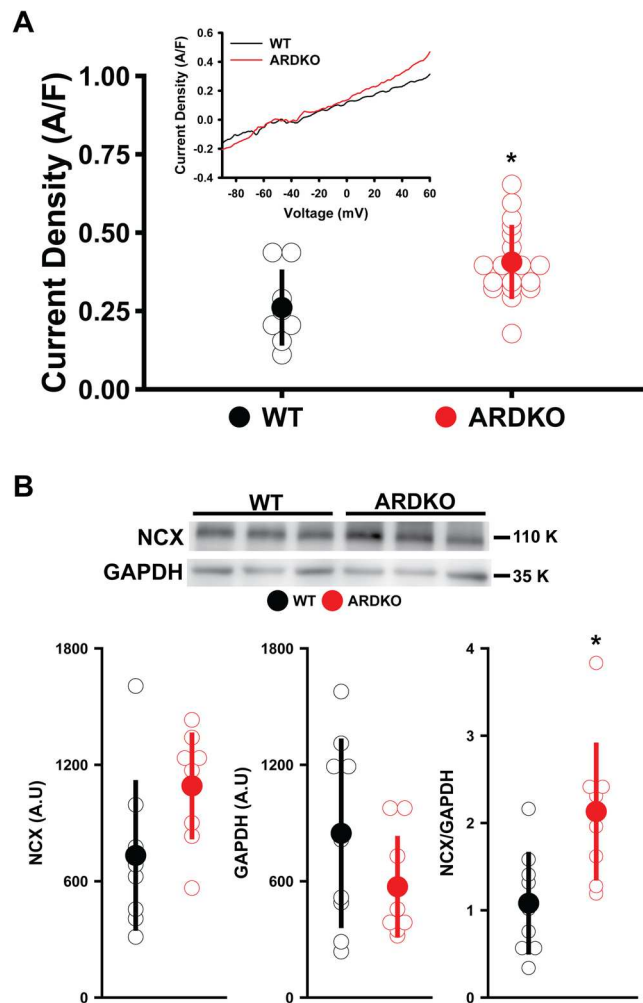 A
Current Density (A/F)
1.00
0.75
0.50
0.25
0.00
Current Density (A/F)
0.6
0.4
0.2
0.0
-0.2
-0.4
WT
ARDKO
-80 -60 -40 -20 0 20 40 60
Voltage (mV)
*
WT ARDKO
B
WT ARDKO
NCX 110 K
GAPDH 35 K
WT ARDKO
NCX (A.U)
1800
1200
600
0
GAPDH (A.U)
1800
1200
600
0
NCX/GAPDH
4
3
2
1
0
*